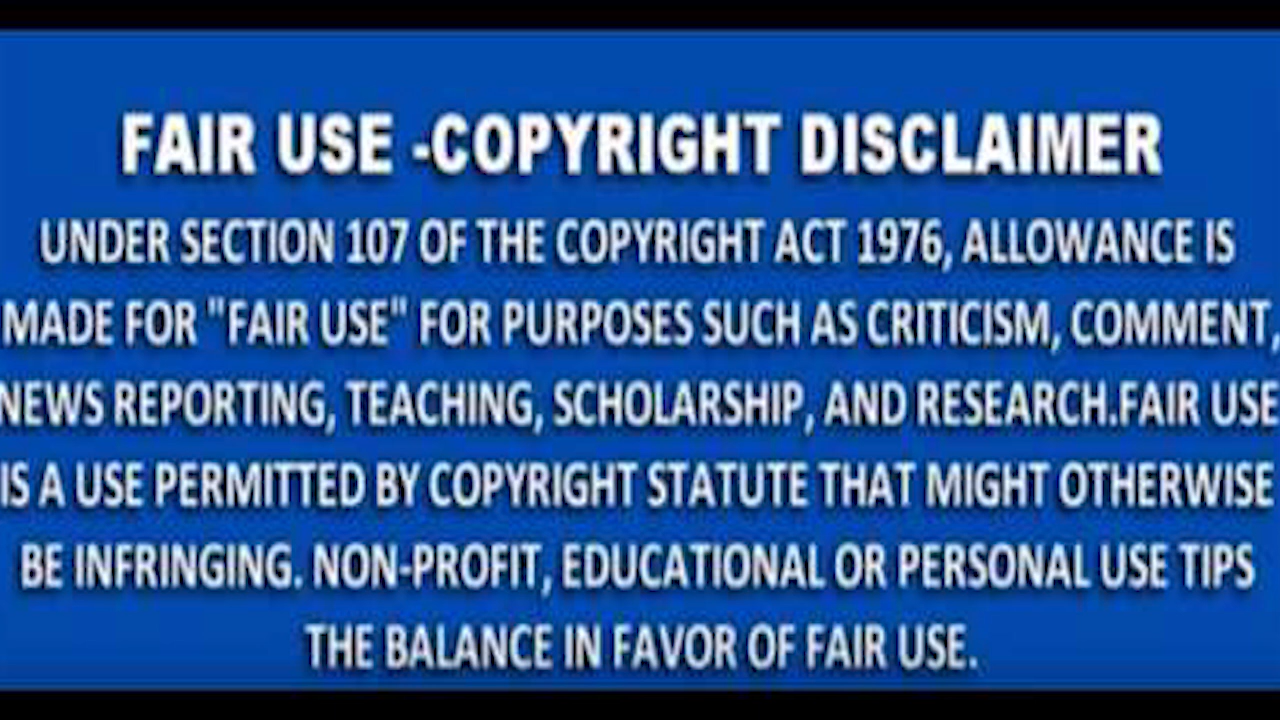 FAIR USE -COPYRIGHT DISCLAIMER
UNDER SECTION 107 OF THE COPYRIGHT ACT 1976, ALLOWANCE IS
MADE FOR "FAIR USE" FOR PURPOSES SUCH AS CRITICISM, COMMENT,
NEWS REPORTING, TEACHING, SCHOLARSHIP, AND RESEARCH.FAIR USE
IS A USE PERMITTED BY COPYRIGHT STATUTE THAT MIGHT OTHERWISE
BE INFRINGING. NON-PROFIT, EDUCATIONAL OR PERSONAL USE TIPS
THE BALANCE IN FAVOR OF FAIR USE.